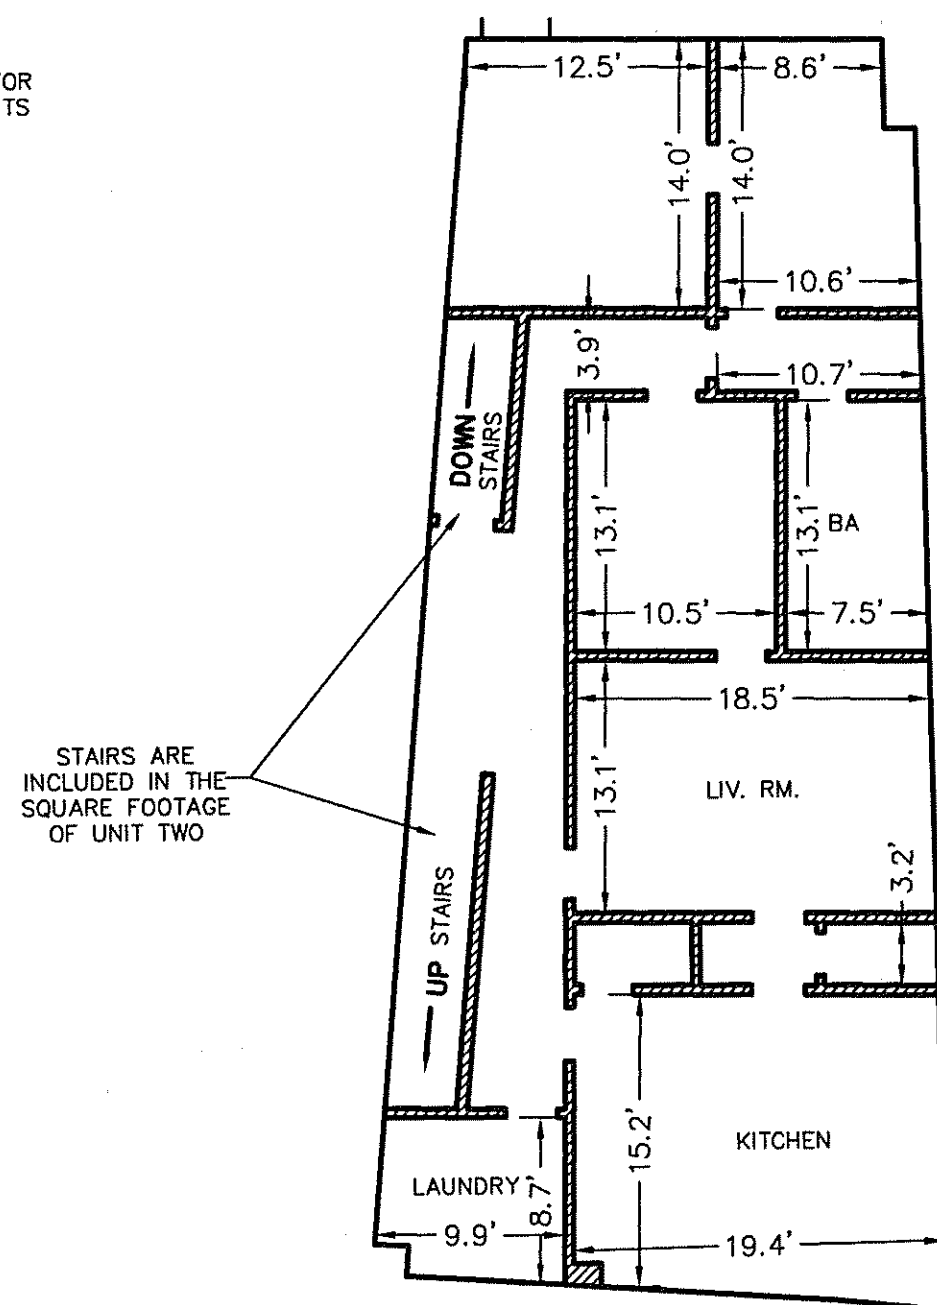 OR
TS
12.5'
8.6'
14.0'
14.0'
10.6'
3.9'
10.7'
DOWN
STAIRS
13.1'
13.1'
BA
10.5'
7.5'
18.5'
STAIRS ARE
INCLUDED IN THE
SQUARE FOOTAGE
OF UNIT TWO
13.1'
LIV. RM.
3.2'
UP STAIRS
15.2'
KITCHEN
LAUNDRY
8.7'
9.9'
19.4'